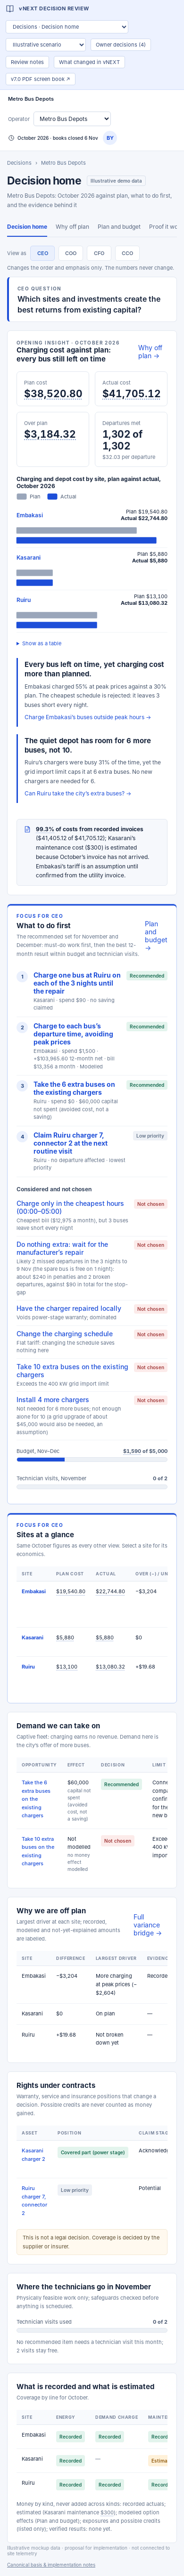 vNEXT DECISION REVIEW
Decisions · Decision home
Illustrative scenario
Owner decisions (4)
Review notes
What changed in vNEXT
v7.0 PDF screen book ↗
Metro Bus Depots
Operator
Metro Bus Depots
October 2026 · books closed 6 Nov
BY
Decisions › Metro Bus Depots
Decision home
Illustrative demo data
Metro Bus Depots: October 2026 against plan, what to do first,
and the evidence behind it
Decision home
Why off plan
Plan and budget
Proof it wo
View as
CEO
COO
CFO
CCO
Changes the order and emphasis only. The numbers never change.
CEO QUESTION
Which sites and investments create the
best returns from existing capital?
OPENING INSIGHT · OCTOBER 2026
Charging cost against plan:
every bus still left on time
Why off
plan →
Plan cost
$38,520.80
Actual cost
$41,705.12
Over plan
$3,184.32
Departures met
1,302 of
1,302
$32.03 per departure
Charging and depot cost by site, plan against actual,
October 2026
Plan
Actual
Embakasi
Plan $19,540.80
Actual $22,744.80
Kasarani
Plan $5,880
Actual $5,880
Ruiru
Plan $13,100
Actual $13,080.32
▸ Show as a table
Every bus left on time, yet charging cost
more than planned.
Embakasi charged 55% at peak prices against a 30%
plan. The cheapest schedule is rejected: it leaves 3
buses short every night.
Charge Embakasi's buses outside peak hours →
The quiet depot has room for 6 more
buses, not 10.
Ruiru's chargers were busy 31% of the time, yet the
grid import limit caps it at 6 extra buses. No new
chargers are needed for 6.
Can Ruiru take the city's extra buses? →
99.3% of costs from recorded invoices
($41,405.12 of $41,705.12); Kasarani's
maintenance cost ($300) is estimated
because October's invoice has not arrived.
Embakasi's tariff is an assumption until
confirmed from the utility invoice.
FOCUS FOR CEO
What to do first
The recommended set for November and
December: must-do work first, then the best 12-
month result within budget and technician visits.
Plan
and
budget
→
1
Charge one bus at Ruiru on
each of the 3 nights until
the repair
Recommended
Kasarani · spend $90 · no saving
claimed
2
Charge to each bus's
departure time, avoiding
peak prices
Recommended
Embakasi · spend $1,500
3
Take the 6 extra buses on
the existing chargers
Recommended
Ruiru · spend $0 · $60,000 capital
not spent (avoided cost, not a
saving)
4
Claim Ruiru charger 7,
connector 2 at the next
routine visit
Low priority
Ruiru · no departure affected · lowest
priority
Considered and not chosen
Charge only in the cheapest hours
(00:00–05:00)
Not chosen
Cheapest bill ($12,975 a month), but 3 buses
leave short every night
Do nothing extra: wait for the
manufacturer's repair
Not chosen
Likely 2 missed departures in the 3 nights to
9 Nov (the spare bus is free on 1 night):
about $240 in penalties and 2 broken
departures, against $90 in total for the stop-
gap
Have the charger repaired locally
Not chosen
Voids power-stage warranty; dominated
Change the charging schedule
Not chosen
Flat tariff: changing the schedule saves
nothing here
Take 10 extra buses on the existing
chargers
Not chosen
Exceeds the 400 kW grid import limit
Install 4 more chargers
Not chosen
Not needed for 6 more buses; not enough
alone for 10 (a grid upgrade of about
$45,000 would also be needed, an
assumption)
Budget, Nov–Dec
$1,590 of $5,000
Technician visits, November
0 of 2
FOCUS FOR CEO
Sites at a glance
Same October figures as every other view. Select a site for its
economics.
SITE
PLAN COST
ACTUAL
OVER (−) / UN
Embakasi
$19,540.80
$22,744.80
−$3,204
Kasarani
$5,880
$5,880
$0
Ruiru
$13,100
$13,080.32
+$19.68
Demand we can take on
Captive fleet: charging earns no revenue. Demand here is
the city's offer of more buses.
OPPORTUNITY
EFFECT
DECISION
LIMIT
Take the 6
extra buses
on the
existing
chargers
$60,000
capital not
spent
(avoided
cost, not
a saving)
Recommended
Take 10 extra
buses on the
existing
chargers
Not
modelled
no money
effect
modelled
Not chosen
Why we are off plan
Largest driver at each site; recorded,
modelled and not-yet-explained amounts
are labelled.
Full
variance
bridge →
SITE
DIFFERENCE
LARGEST DRIVER
EVIDENC
Embakasi
−$3,204
More charging
at peak prices (−
$2,604)
Recorde
Kasarani
$0
On plan
—
Ruiru
+$19.68
Not broken
down yet
—
Rights under contracts
Warranty, service and insurance positions that change a
decision. Possible credits are never counted as money
gained.
ASSET
POSITION
CLAIM STAG
Kasarani
charger 2
Covered part (power stage)
Acknowled
Ruiru
charger 7,
connector
2
Low priority
Potential
This is not a legal decision. Coverage is decided by the
supplier or insurer.
Where the technicians go in November
Physically feasible work only; safeguards checked before
anything is scheduled.
Technician visits used
0 of 2
No recommended item needs a technician visit this month;
2 visits stay free.
What is recorded and what is estimated
Coverage by line for October.
SITE
ENERGY
DEMAND CHARGE
MAINTE
Embakasi
Recorded
Recorded
Record
Kasarani
Recorded
—
Estima
Ruiru
Recorded
Recorded
Record
Money by kind, never added across kinds: recorded actuals;
estimated (Kasarani maintenance $300); modelled option
effects (Plan and budget); exposures and possible credits
(listed only); verified results: none yet.
Illustrative mockup data · proposal for implementation · not connected to
site telemetry
Canonical basis & implementation notes